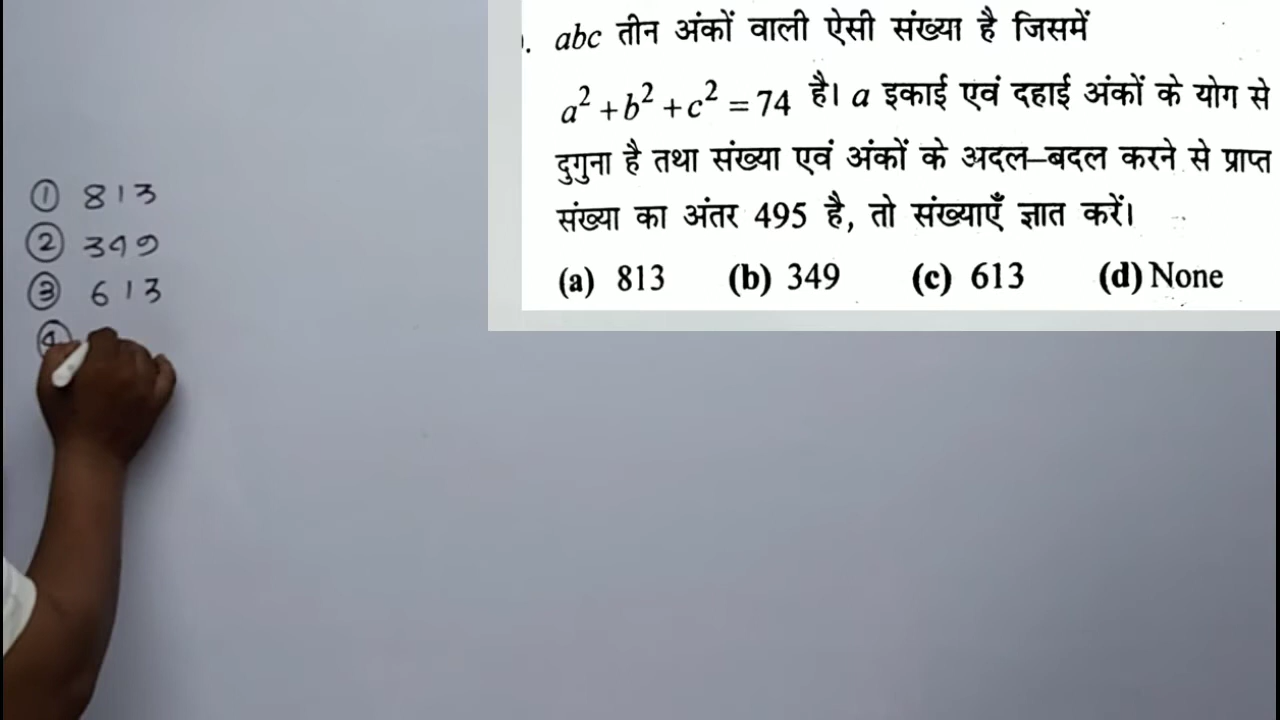 abc तीन अंकों वाली ऐसी संख्या है जिसमें
a² + b² + c² = 74 है। a इकाई एवं दहाई अंकों के योग से
दुगुना है तथा संख्या एवं अंकों के अदल–बदल करने से प्राप्त
संख्या का अंतर 495 है, तो संख्याएँ ज्ञात करें।
(a) 813 (b) 349 (c) 613 (d) None
① 813
② 349
③ 613
④